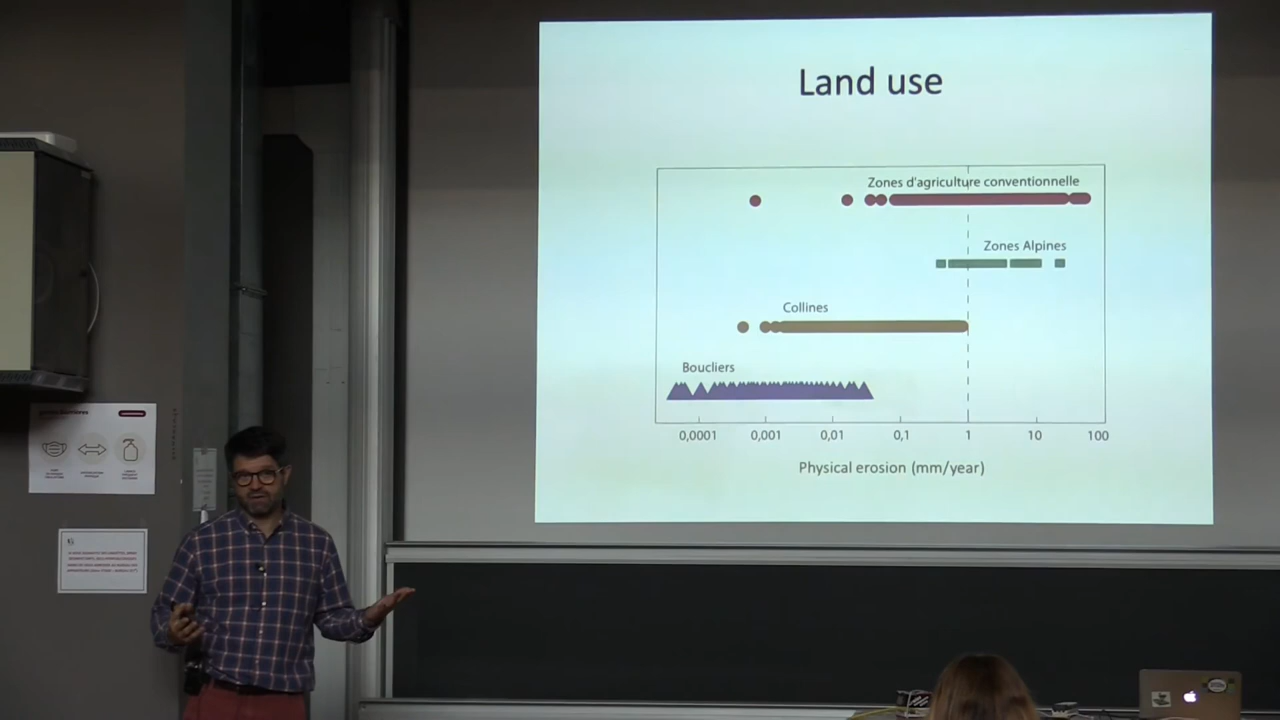 Land use
Zones d'agriculture conventionnelle
Zones Alpines
Collines
Boucliers
0,0001 0,001 0,01 0,1 1 10 100
Physical erosion (mm/year)